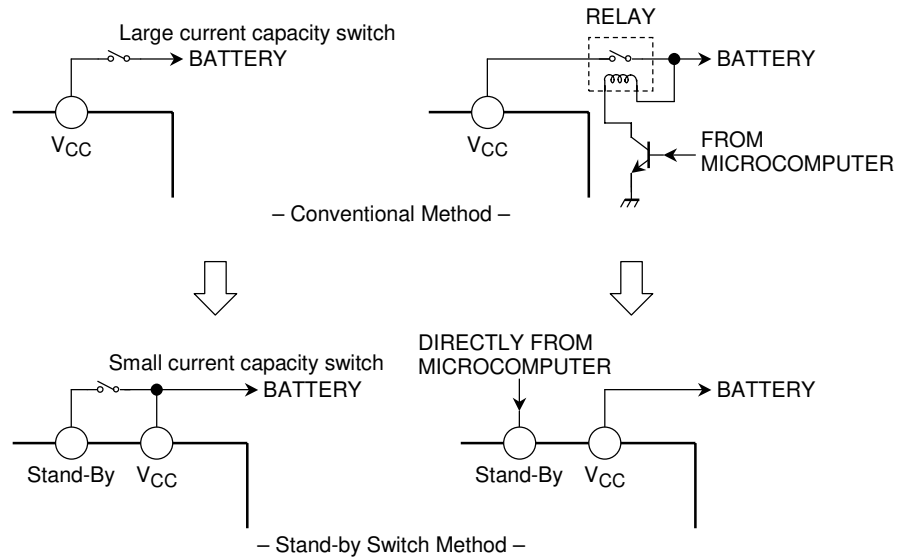 Large current capacity switch
BATTERY
VCC
RELAY
BATTERY
VCC
FROM
MICROCOMPUTER
– Conventional Method –
Small current capacity switch
BATTERY
Stand-By
VCC
DIRECTLY FROM
MICROCOMPUTER
BATTERY
Stand-By
VCC
– Stand-by Switch Method –